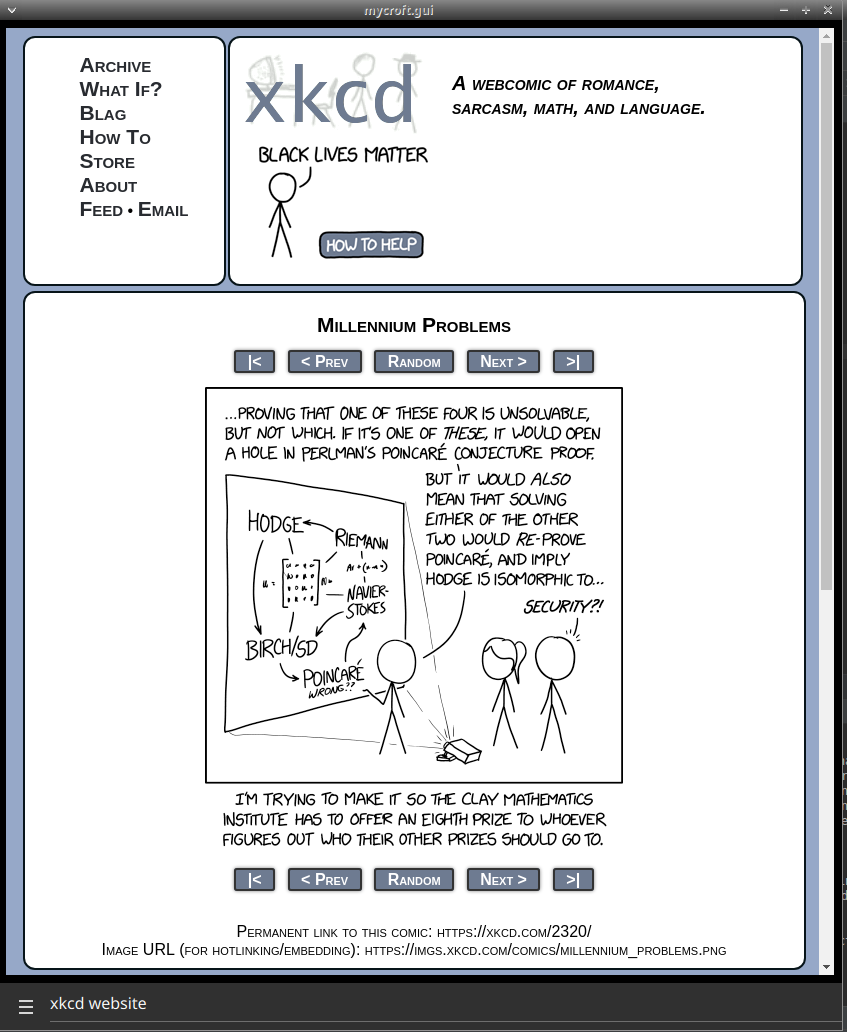 mycroft.gui
Archive
What If?
Blag
How To
Store
About
Feed • Email
xkcd
A webcomic of romance,
sarcasm, math, and language.
BLACK LIVES MATTER
HOW TO HELP
Millennium Problems
|<
< Prev
Random
Next >
>|
...PROVING THAT ONE OF THESE FOUR IS UNSOLVABLE,
BUT NOT WHICH. IF IT'S ONE OF THESE, IT WOULD OPEN
A HOLE IN PERLMAN'S POINCARÉ CONJECTURE PROOF.
BUT IT WOULD ALSO
MEAN THAT SOLVING
EITHER OF THE OTHER
TWO WOULD RE-PROVE
POINCARÉ, AND IMPLY
HODGE IS ISOMORPHIC TO...
SECURITY?!
HODGE
RIEMANN
NAVIER-
STOKES
BIRCH/SD
POINCARÉ
WRONG??
I'M TRYING TO MAKE IT SO THE CLAY MATHEMATICS
INSTITUTE HAS TO OFFER AN EIGHTH PRIZE TO WHOEVER
FIGURES OUT WHO THEIR OTHER PRIZES SHOULD GO TO.
|<
< Prev
Random
Next >
>|
Permanent link to this comic: https://xkcd.com/2320/
Image URL (for hotlinking/embedding): https://imgs.xkcd.com/comics/millennium_problems.png
xkcd website